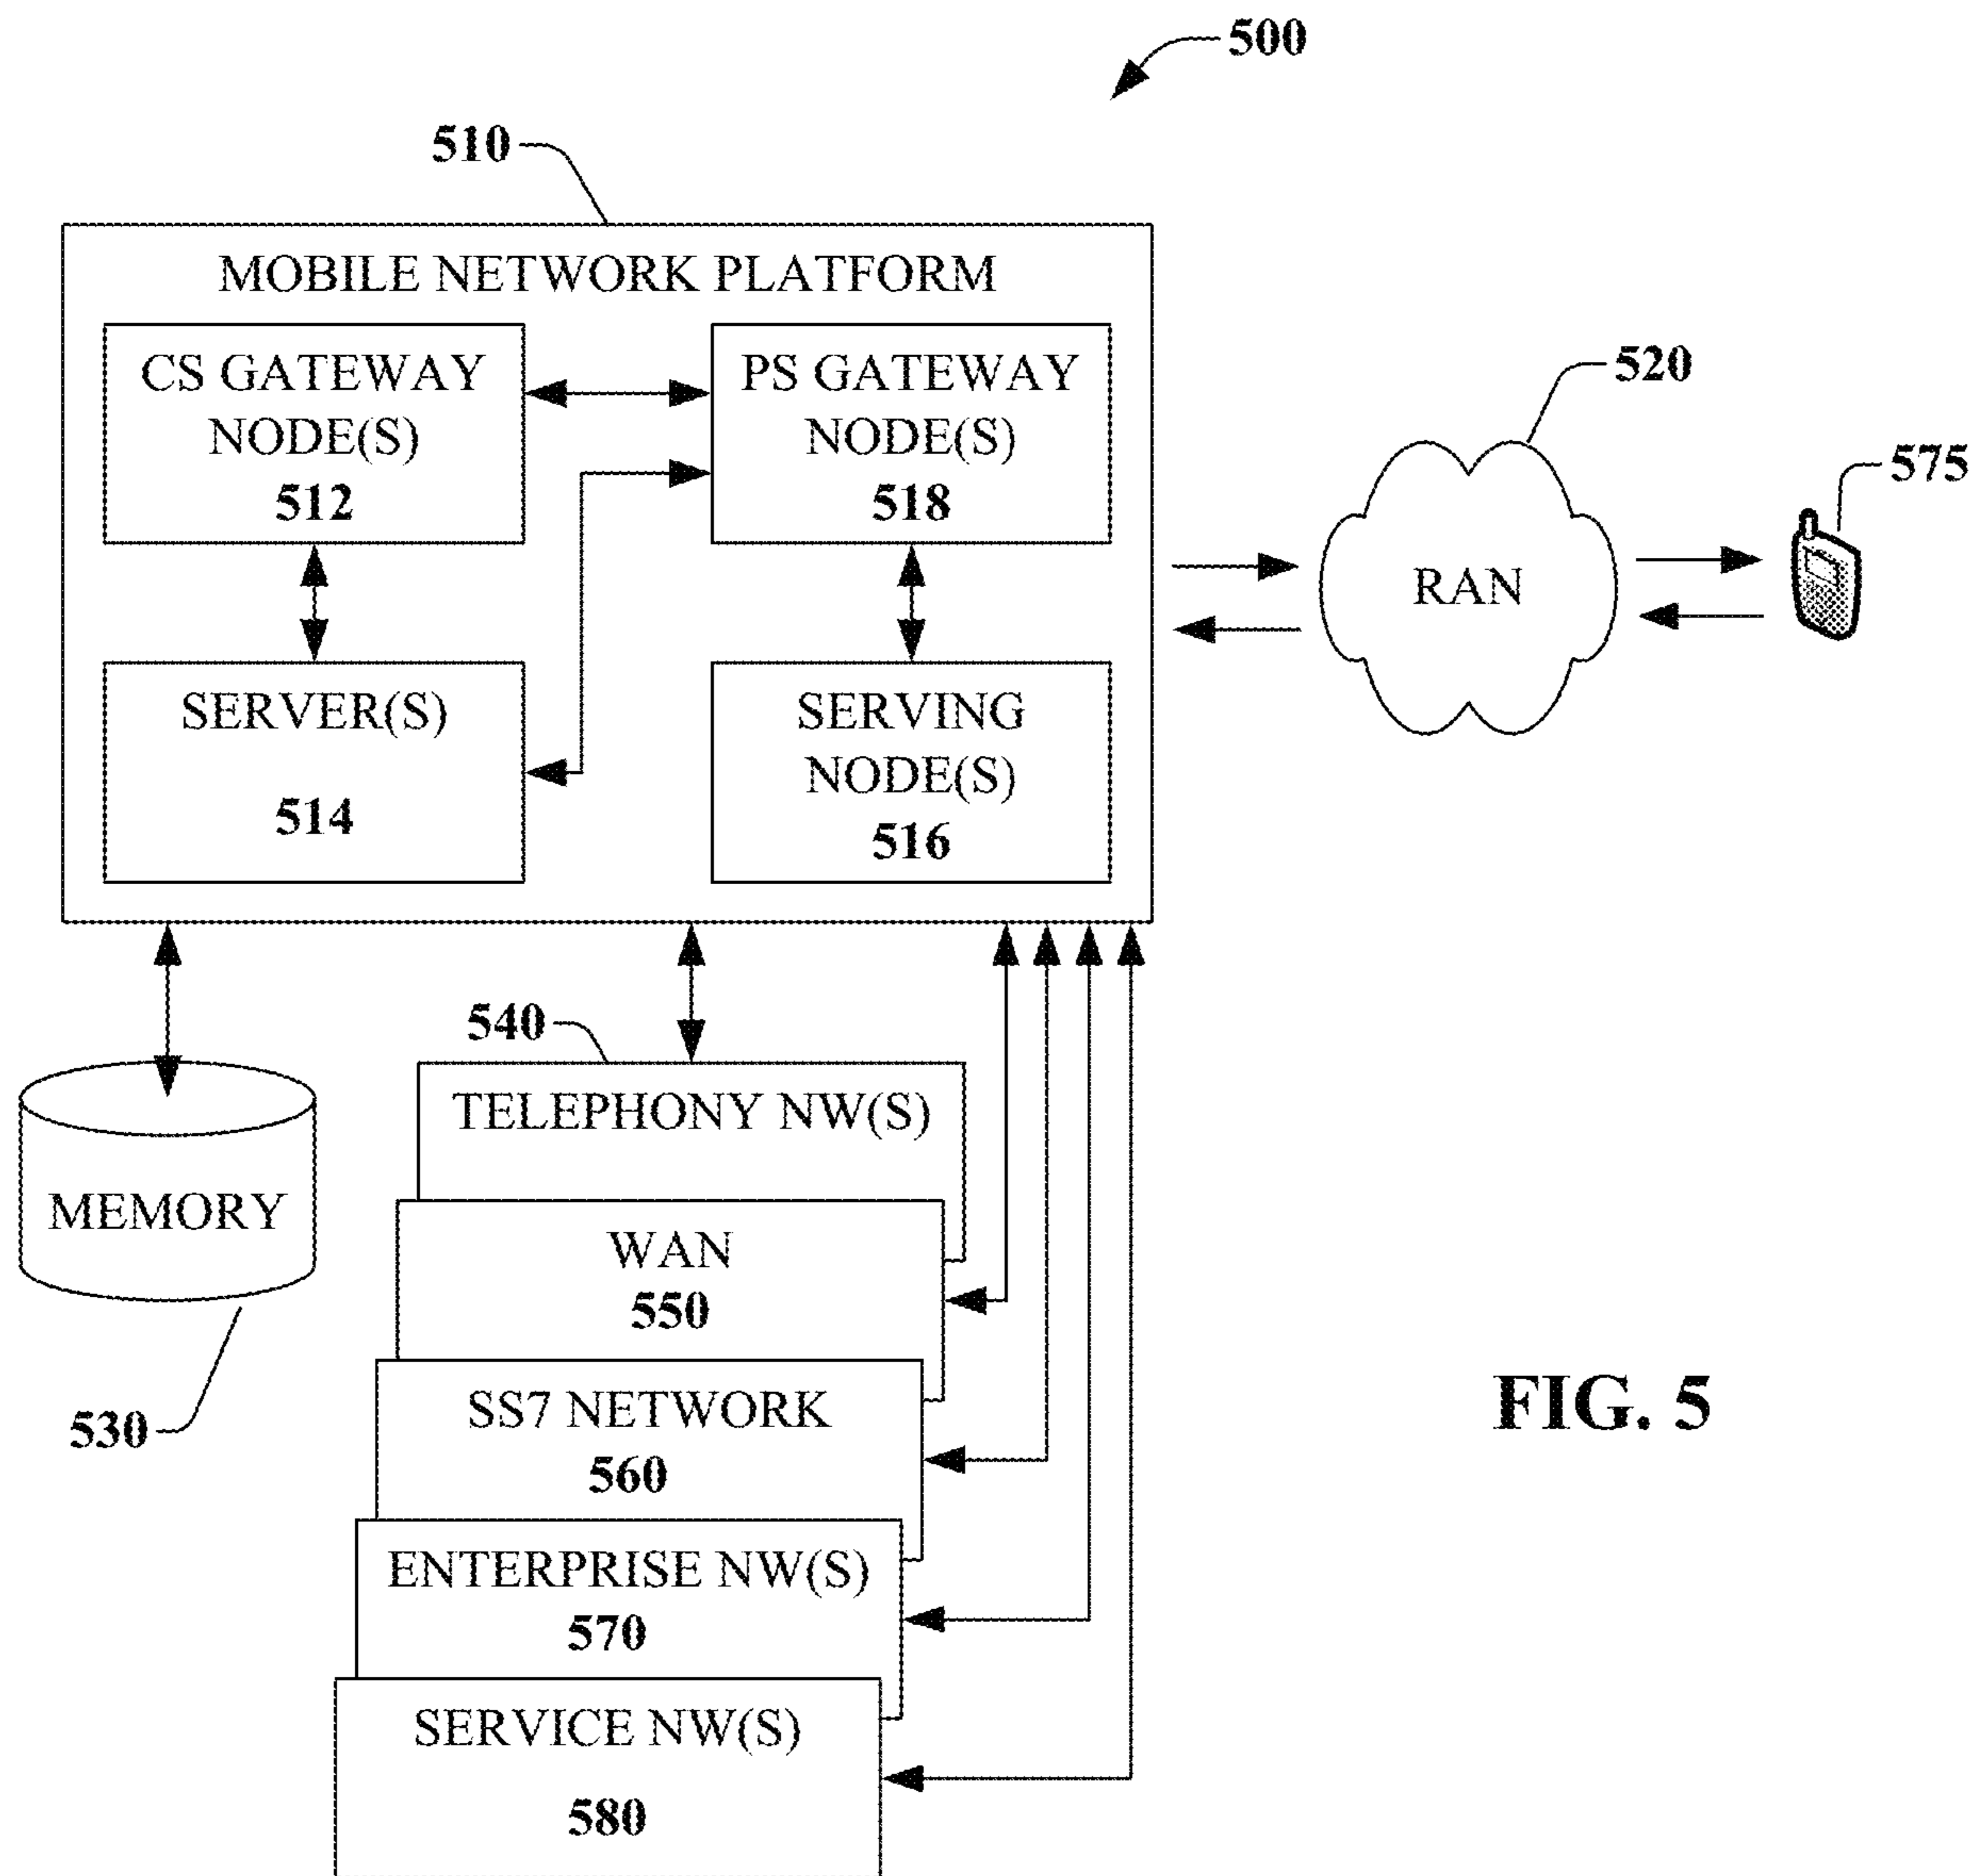 500
510
MOBILE NETWORK PLATFORM
CS GATEWAY
NODE(S)
512
PS GATEWAY
NODE(S)
518
SERVER(S)
514
SERVING
NODE(S)
516
520
RAN
575
540
TELEPHONY NW(S)
MEMORY
530
WAN
550
SS7 NETWORK
560
ENTERPRISE NW(S)
570
SERVICE NW(S)
580
FIG. 5